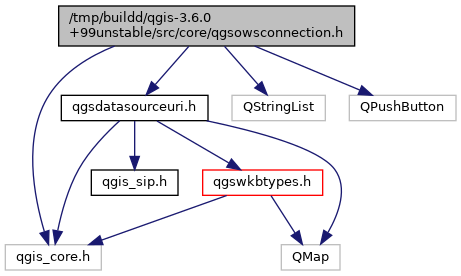 /tmp/buildd/qgis-3.6.0
+99unstable/src/core/qgsowsconnection.h
qgsdatasourceuri.h
QStringList
QPushButton
qgis_sip.h
qgswkbtypes.h
qgis_core.h
QMap